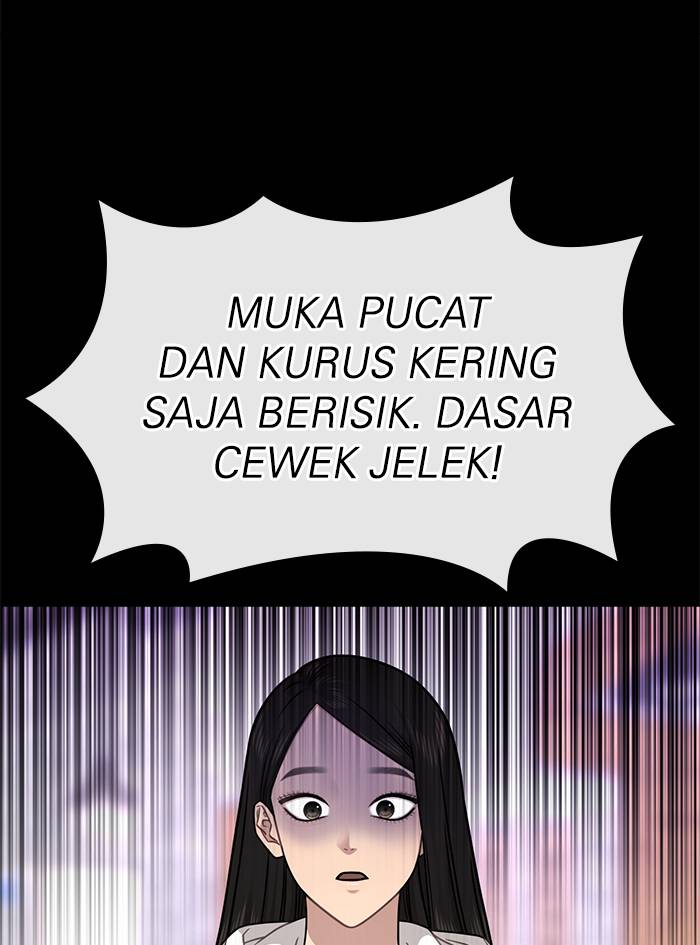 MUKA PUCAT
DAN KURUS KERING
SAJA BERISIK. DASAR
CEWEK JELEK!